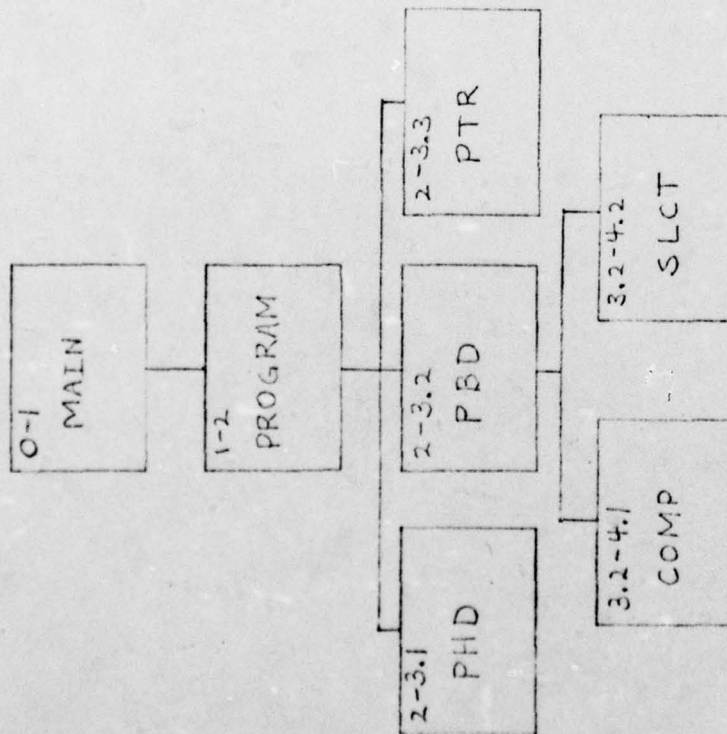 0-1
MAIN
1-2
PROGRAM
2-3.1
PHD
2-3.2
PBD
2-3.3
PTR
3.2-4.1
COMP
3.2-4.2
SLCT